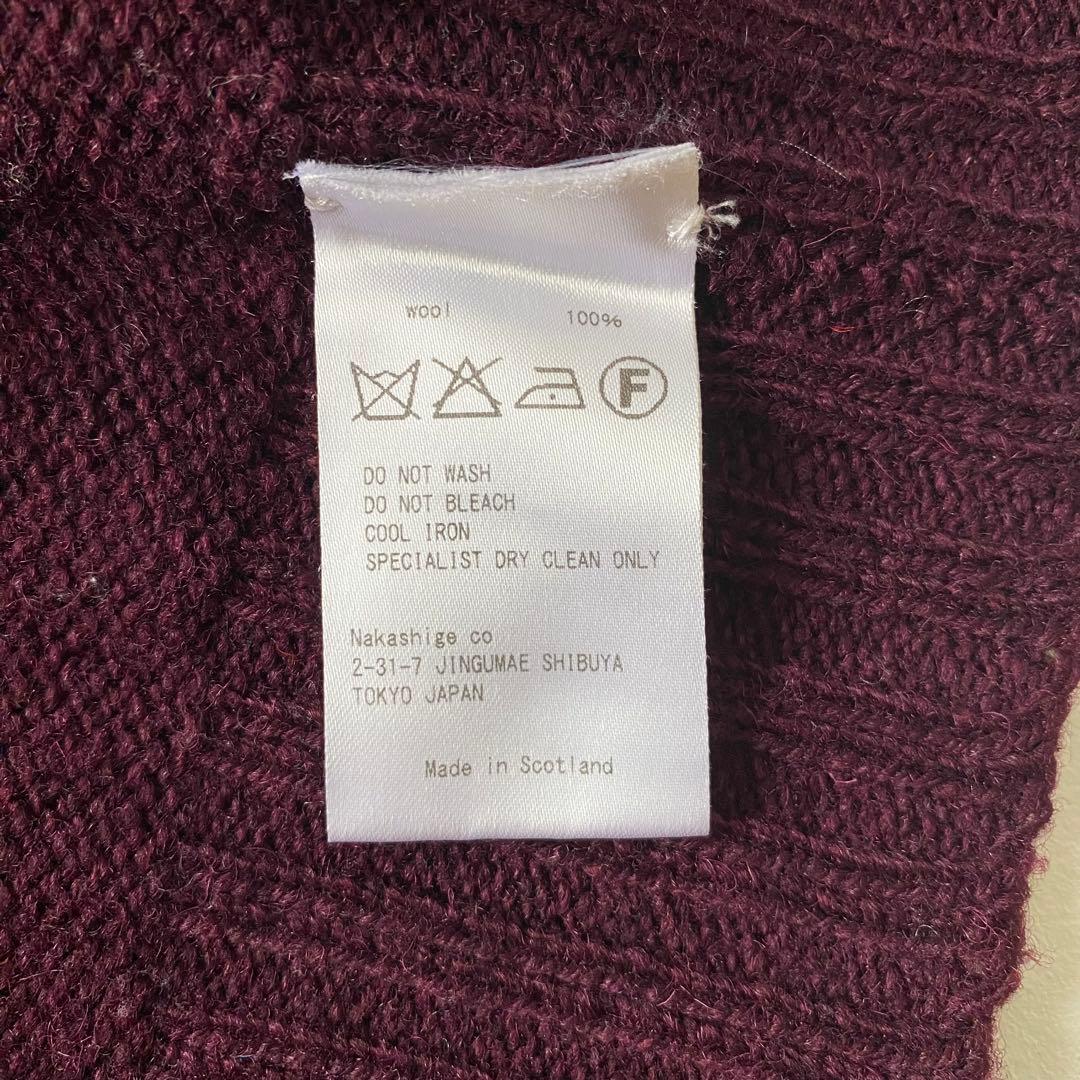 wool 100%
F
DO NOT WASH
DO NOT BLEACH
COOL IRON
SPECIALIST DRY CLEAN ONLY
Nakashige co
2-31-7 JINGUMAE SHIBUYA
TOKYO JAPAN
Made in Scotland